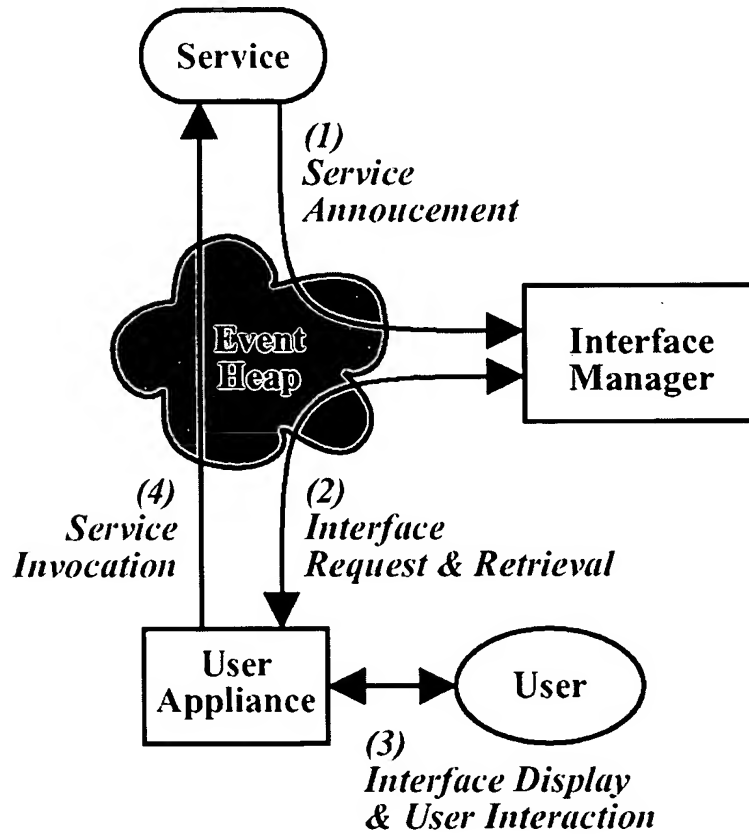 Service
(1)
Service
Annoucement
Event
Heap
Interface
Manager
(4)
Service
Invocation
(2)
Interface
Request & Retrieval
User
Appliance
User
(3)
Interface Display
& User Interaction